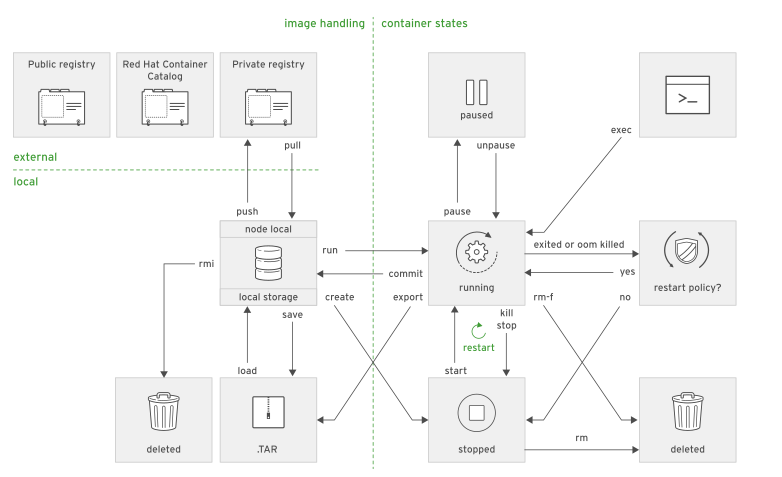 image handling
container states
Public registry
Red Hat Container
Catalog
Private registry
paused
>_
exec
pull
unpause
external
local
push
pause
node local
run
exited or oom killed
rmi
commit
yes
running
restart policy?
local storage
create
export
rm-f
no
save
kill
stop
restart
load
start
deleted
.TAR
stopped
rm
deleted